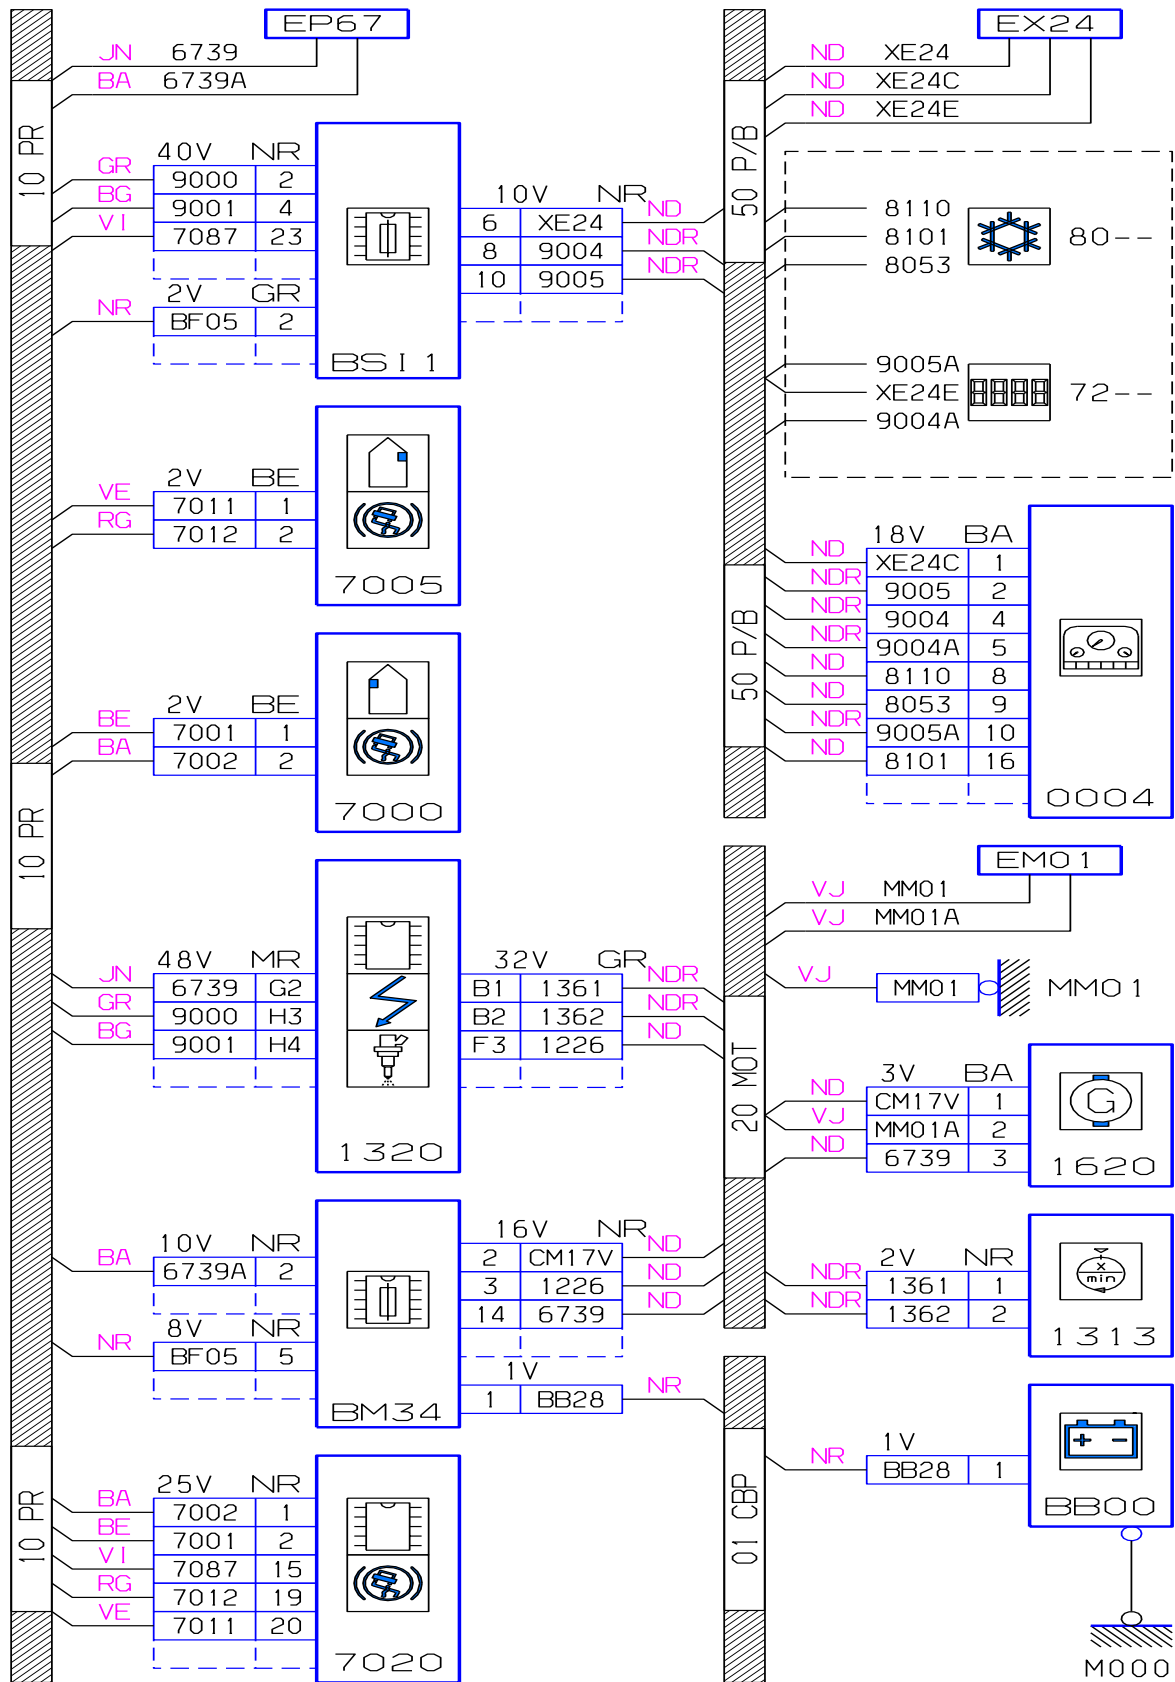 EP67
JN 6739
BA 6739A
10 PR
40V NR
GR 9000 2
BG 9001 4
VI 7087 23
2V GR
NR BF05 2
BSI1
10V NR
6 XE24 ND
8 9004 NDR
10 9005 NDR
2V BE
VE 7011 1
RG 7012 2
7005
2V BE
BE 7001 1
BA 7002 2
7000
10 PR
48V MR
JN 6739 G2
GR 9000 H3
BG 9001 H4
1320
32V GR
B1 1361 NDR
B2 1362 NDR
F3 1226 ND
10V NR
BA 6739A 2
8V NR
NR BF05 5
BM34
16V NR
2 CM17V ND
3 1226 ND
14 6739 ND
1V
1 BB28 NR
10 PR
25V NR
BA 7002 1
BE 7001 2
VI 7087 15
RG 7012 19
VE 7011 20
7020
EX24
ND XE24
ND XE24C
ND XE24E
50 P/B
8110
8101 80--
8053
9005A
XE24E 72--
9004A
50 P/B
18V BA
ND XE24C 1
NDR 9005 2
NDR 9004 4
NDR 9004A 5
ND 8110 8
ND 8053 9
NDR 9005A 10
ND 8101 16
0004
EM01
VJ MM01
VJ MM01A
VJ MM01 MM01
20 MOT
3V BA
ND CM17V 1
VJ MM01A 2
ND 6739 3
G
1620
2V NR
NDR 1361 1
NDR 1362 2
x
min
1313
01 CBP
1V
NR BB28 1
+ -
BB00
M000